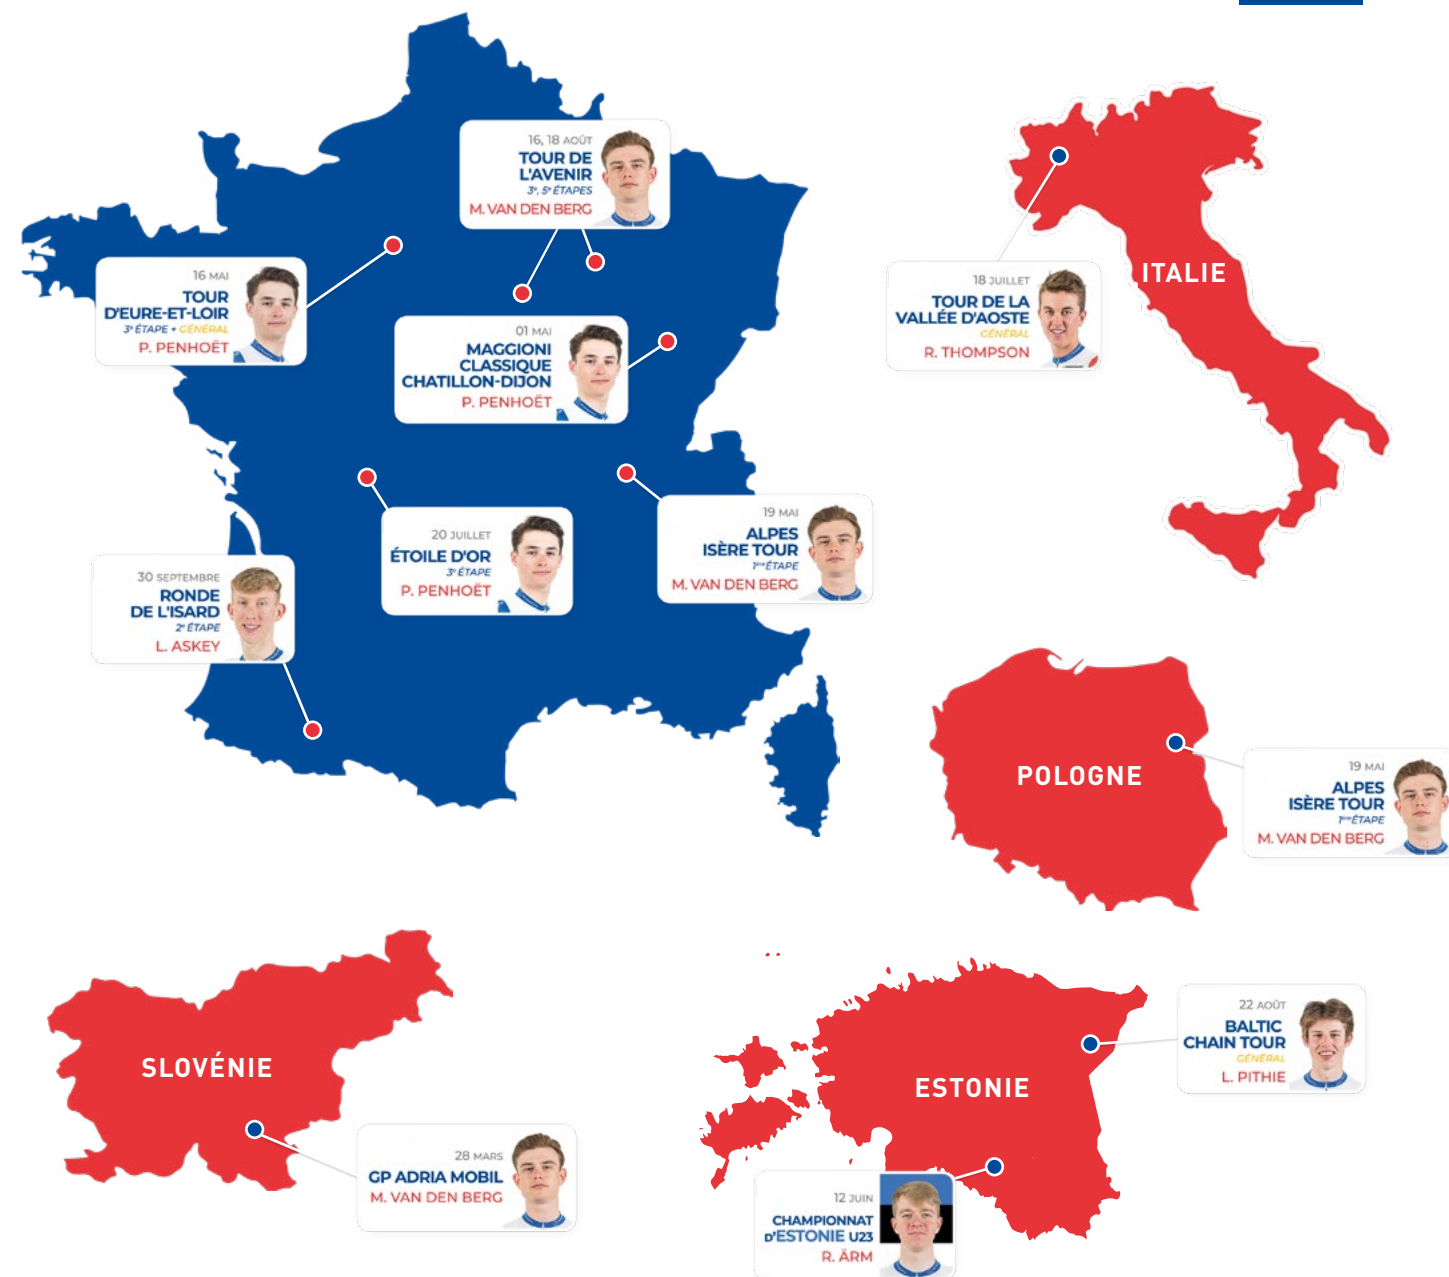 16, 18 AOÛT
TOUR DE
L'AVENIR
3e, 5e ÉTAPES
M. VAN DEN BERG
16 MAI
TOUR
D'EURE-ET-LOIR
3e ÉTAPE + GÉNÉRAL
P. PENHOËT
01 MAI
MAGGIONI
CLASSIQUE
CHATILLON-DIJON
P. PENHOËT
20 JUILLET
ÉTOILE D'OR
3e ÉTAPE
P. PENHOËT
19 MAI
ALPES
ISÈRE TOUR
1ère ÉTAPE
M. VAN DEN BERG
30 SEPTEMBRE
RONDE
DE L'ISARD
2e ÉTAPE
L. ASKEY
ITALIE
18 JUILLET
TOUR DE LA
VALLÉE D'AOSTE
GÉNÉRAL
R. THOMPSON
POLOGNE
19 MAI
ALPES
ISÈRE TOUR
1ère ÉTAPE
M. VAN DEN BERG
SLOVÉNIE
28 MARS
GP ADRIA MOBIL
M. VAN DEN BERG
ESTONIE
22 AOÛT
BALTIC
CHAIN TOUR
GÉNÉRAL
L. PITHIE
12 JUIN
CHAMPIONNAT
D'ESTONIE U23
R. ÄRM